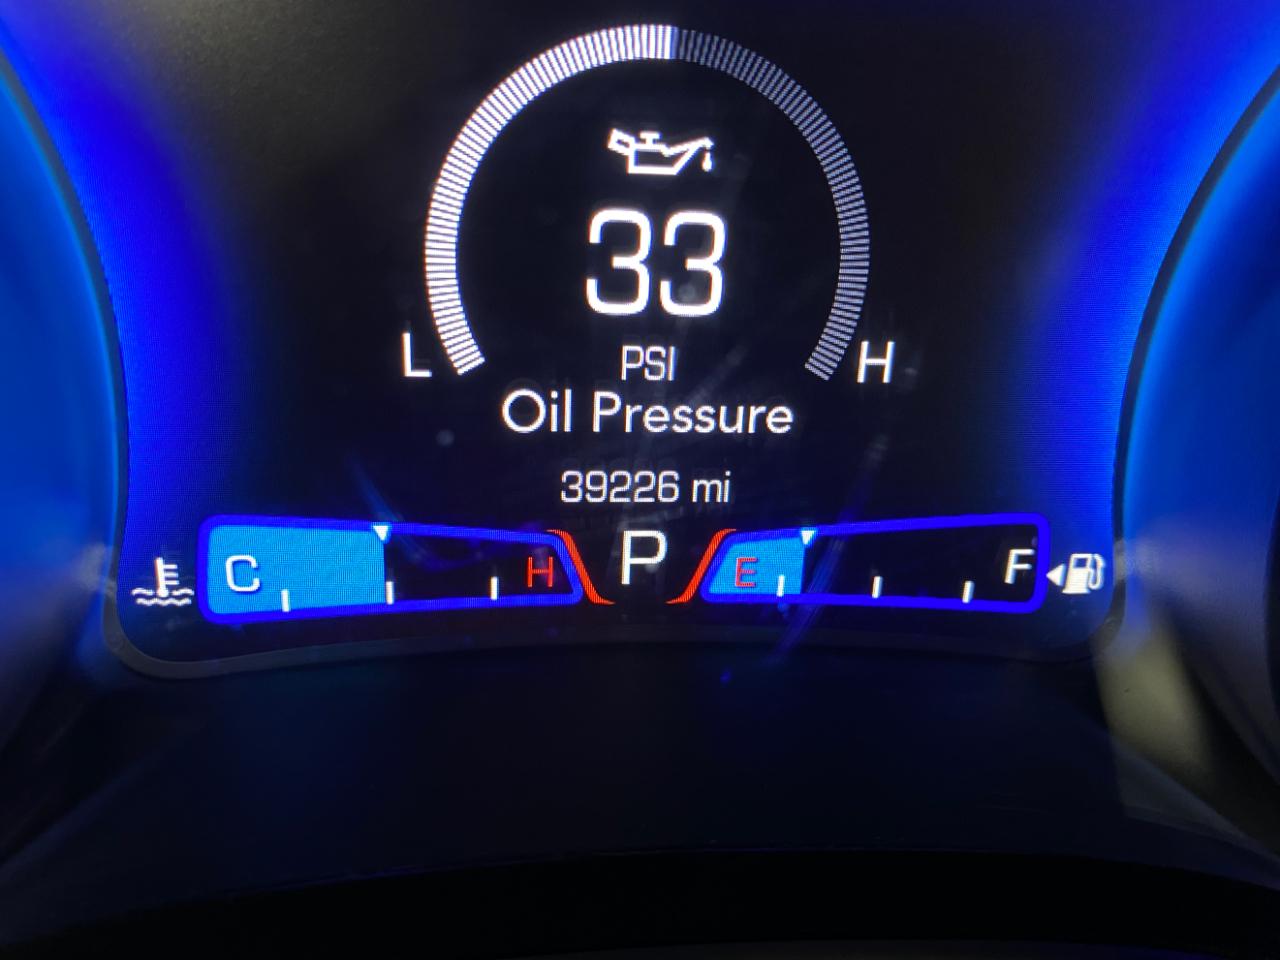 33
L PSI H
Oil Pressure
39226 mi
C H P E F